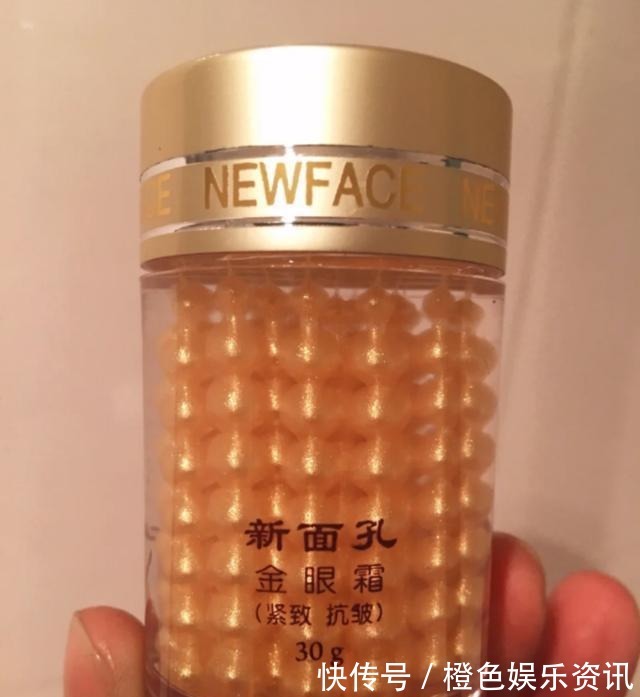 NEWFACE NE
新面孔
金眼霜
(紧致 抗皱)
30 g
快传号 / 橙色娱乐资讯